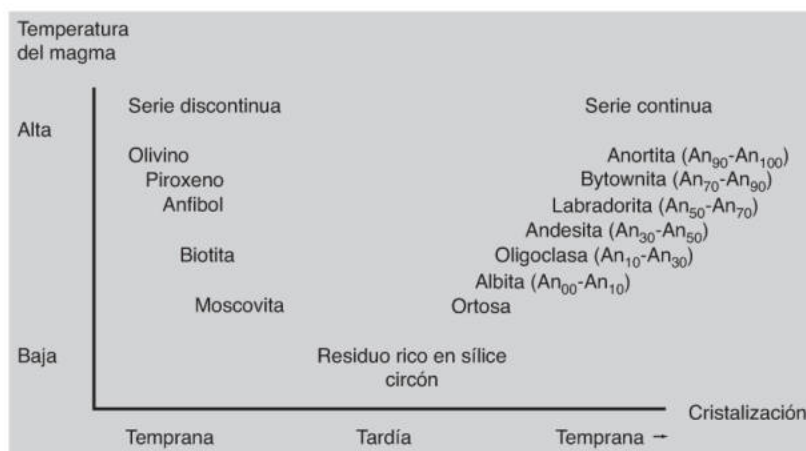 Temperatura
del magma
Serie discontinua Serie continua
Alta
Olivino Anortita (An₉₀-An₁₀₀)
Piroxeno Bytownita (An₇₀-An₉₀)
Anfibol Labradorita (An₅₀-An₇₀)
Andesita (An₃₀-An₅₀)
Biotita Oligoclasa (An₁₀-An₃₀)
Albita (An₀₀-An₁₀)
Moscovita Ortosa
Baja Residuo rico en sílice
circón
Cristalización
Temprana Tardía Temprana →